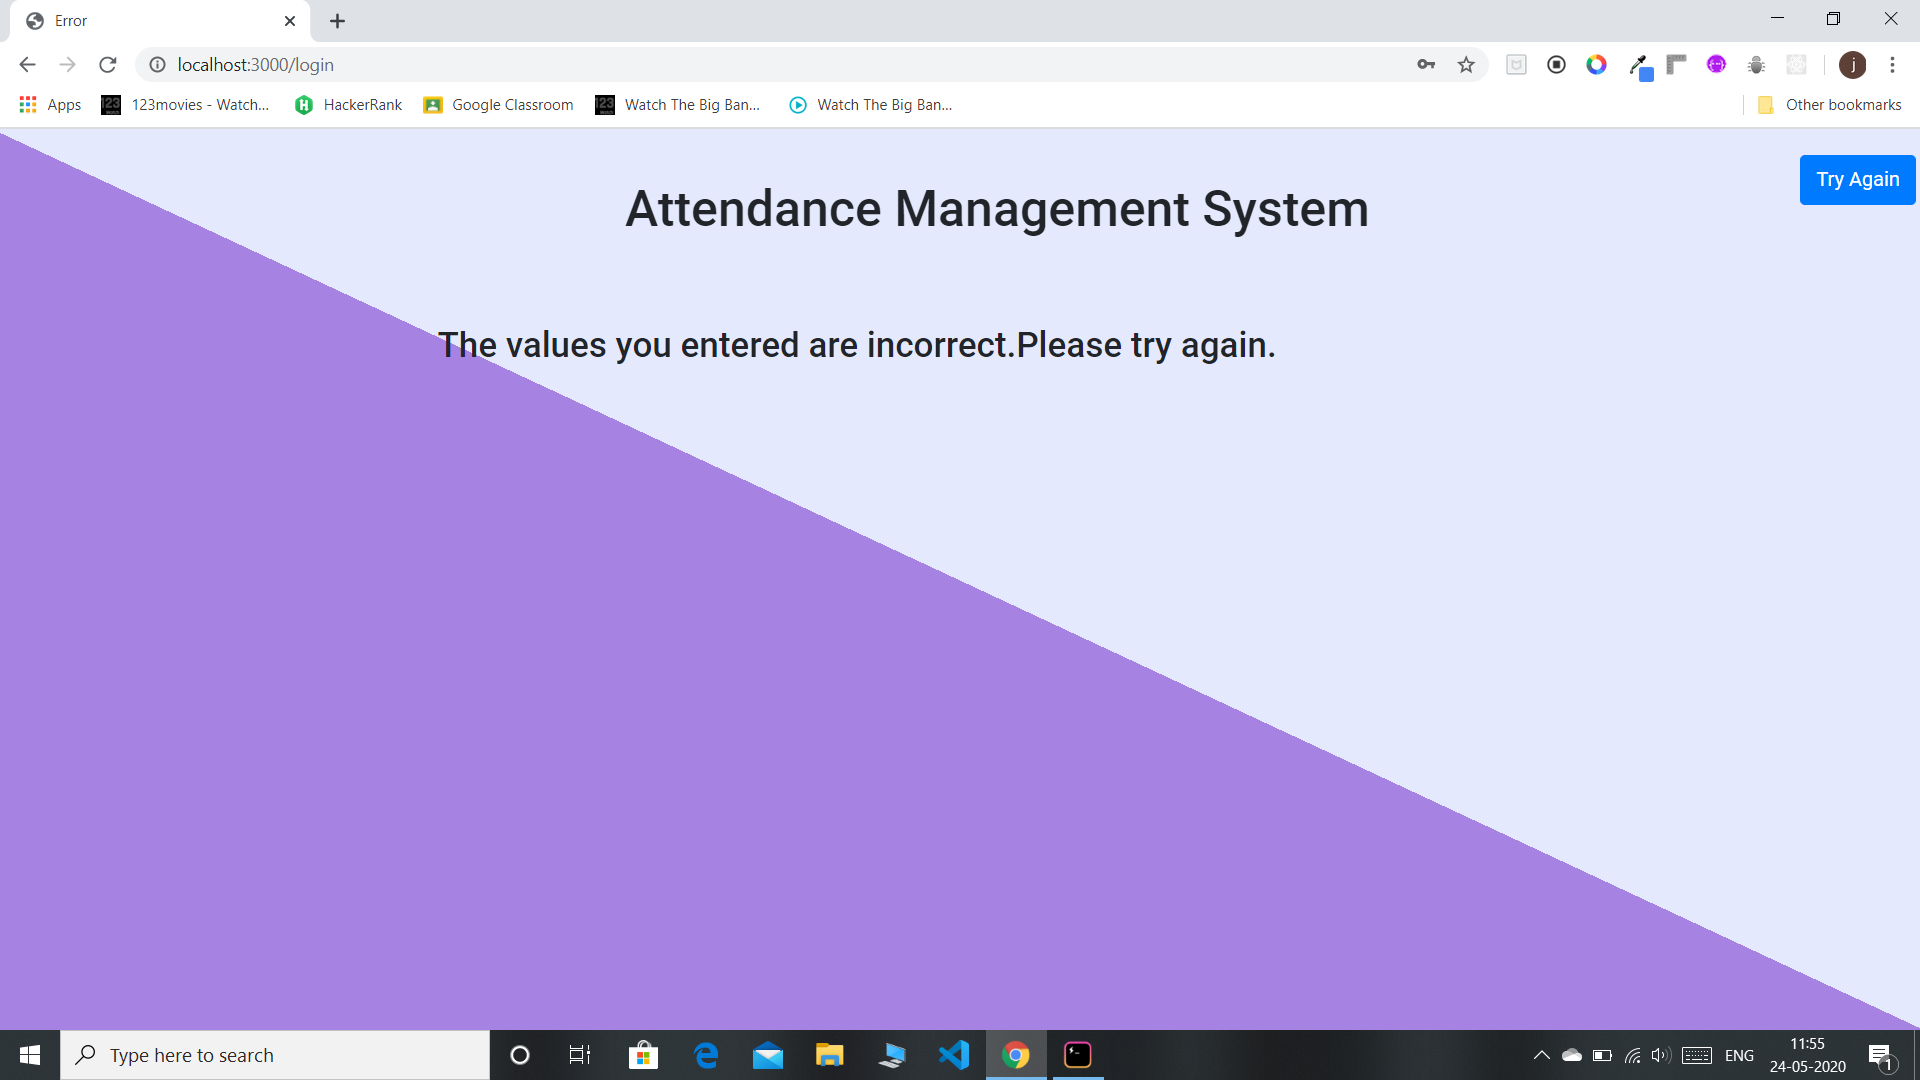 Error
localhost:3000/login
j
Apps
123movies - Watch...
HackerRank
Google Classroom
Watch The Big Ban...
Watch The Big Ban...
Other bookmarks
Try Again
Attendance Management System
The values you entered are incorrect.Please try again.
Type here to search
ENG
11:55
24-05-2020
1